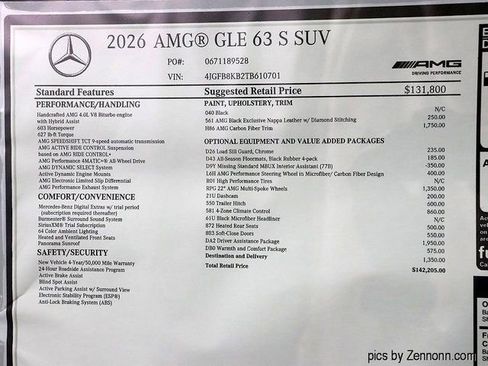 2026 AMG® GLE 63 S SUV
PO#: 0671189528
VIN: 4JGFB8KB2TB610701
AMG
DRIVING PERFORMANCE
Standard Features
Suggested Retail Price
$131,800
PERFORMANCE/HANDLING
Handcrafted AMG 4.0L V8 Biturbo engine
with Hybrid Assist
603 Horsepower
627 lb-ft Torque
AMG SPEEDSHIFT TCT 9-speed automatic transmission
AMG ACTIVE RIDE CONTROL Suspension
based on AMG RIDE CONTROL+
AMG Performance 4MATIC+® All-Wheel Drive
AMG DYNAMIC SELECT
Active Dynamic Engine Mounts
AMG Electronic Limited Slip Differential
AMG Performance Exhaust System
COMFORT/CONVENIENCE
Mercedes-Benz Digital Extras w/ trial period
(subscription required thereafter)
Burmester® Surround Sound System
SiriusXM® Trial Subscription
64 Color Ambient Lighting
Heated and Ventilated Front Seats
Panorama Sunroof
SAFETY/SECURITY
New Vehicle 4-Year/50,000 Mile Warranty
24-Hour Roadside Assistance Program
Active Brake Assist
Blind Spot Assist
Active Parking Assist w/ Surround View
Electronic Stability Program (ESP®)
Anti-Lock Braking System (ABS)
PAINT, UPHOLSTERY, TRIM
040 Black N/C
561 AMG Black Exclusive Nappa Leather w/ Diamond Stitching 250.00
H86 AMG Carbon Fiber Trim 1,750.00
OPTIONAL EQUIPMENT AND VALUE ADDED PACKAGES
D26 Load Sill Guard, Chrome 235.00
D43 All-Season Floormats, Black Rubber 4-pack 185.00
D9Y Missing Standard MBUX Interior Assistant (77B) -350.00
L6H AMG Performance Steering Wheel in Microfiber/ Carbon Fiber Design 400.00
R01 High Performance Tires N/C
RPG 22" AMG Multi-Spoke Wheels 1,350.00
21U Dashcam 200.00
550 Trailer Hitch 600.00
581 4-Zone Climate Control 860.00
61U Black Microfiber Headliner N/C
872 Heated Rear Seats 500.00
883 Soft-Close Doors 550.00
DA2 Driver Assistance Package 1,950.00
DB0 Warmth and Comfort Package 575.00
Destination and Delivery 1,350.00
Total Retail Price $142,205.00
pics by Zennonn.com